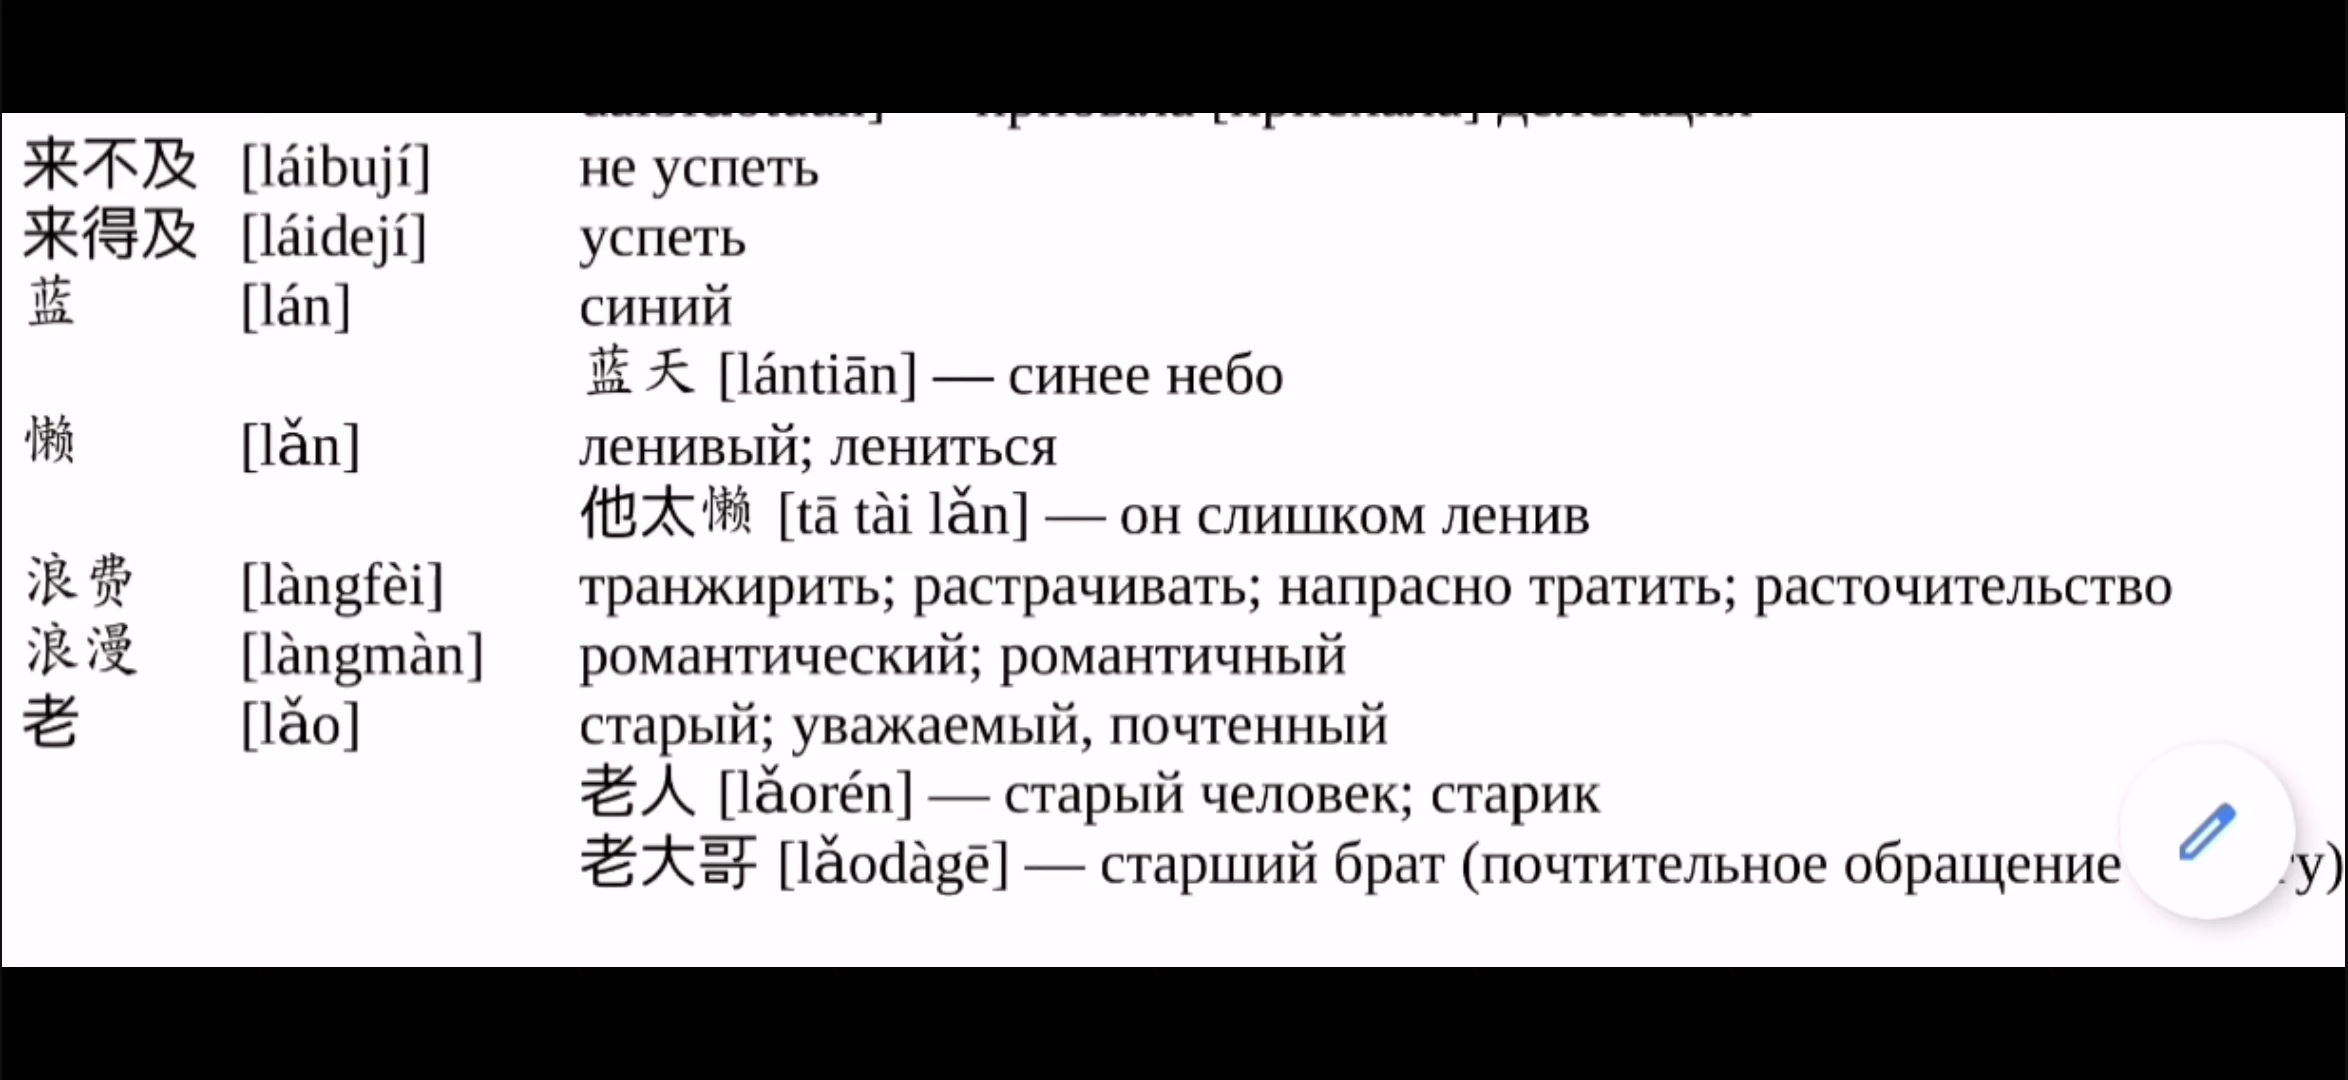 来不及 [láibují] не успеть
来得及 [láidejí] успеть
蓝 [lán] синий
蓝天 [lántiān] — синее небо
懒 [lǎn] ленивый; лениться
他太懒 [tā tài lǎn] — он слишком ленив
浪费 [làngfèi] транжирить; растрачивать; напрасно тратить; расточительство
浪漫 [làngmàn] романтический; романтичный
老 [lǎo] старый; уважаемый, почтенный
老人 [lǎorén] — старый человек; старик
老大哥 [lǎodàgē] — старший брат (почтительное обращение